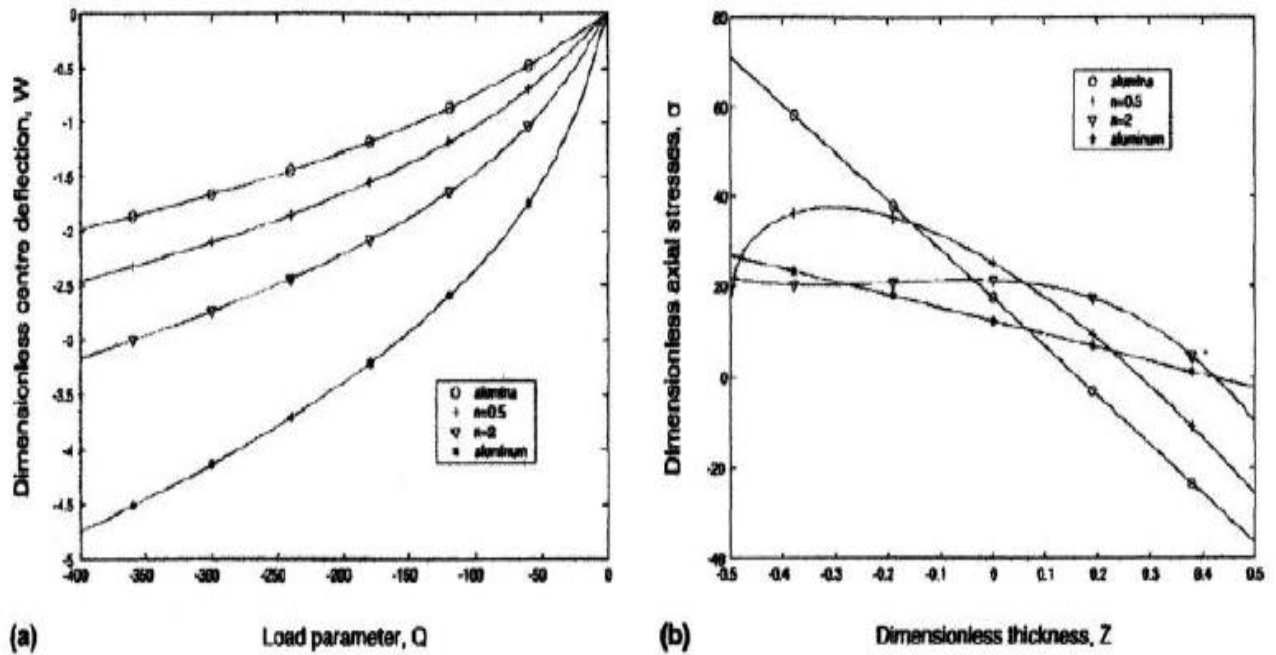 Dimensionless centre deflection, W
0
-0.5
-1
-1.5
-2
-2.5
-3
-3.5
-4
-4.5
-5
alumina
n=0.5
n=2
aluminum
-400 -350 -300 -250 -200 -150 -100 -50 0
(a) Load parameter, Q
Dimensionless axial stresses, σ
80
60
40
20
0
-20
-40
alumina
n=0.5
n=2
aluminum
-0.5 -0.4 -0.3 -0.2 -0.1 0 0.1 0.2 0.3 0.4 0.5
(b) Dimensionless thickness, Z